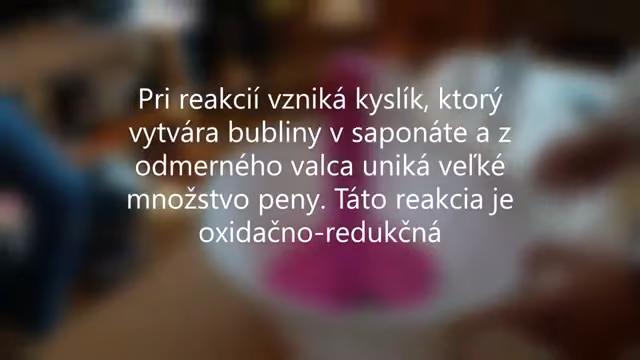 Pri reakcií vzniká kyslík, ktorý
vytvára bubliny v saponáte a z
odmerného valca uniká veľké
množstvo peny. Táto reakcia je
oxidačno-redukčná